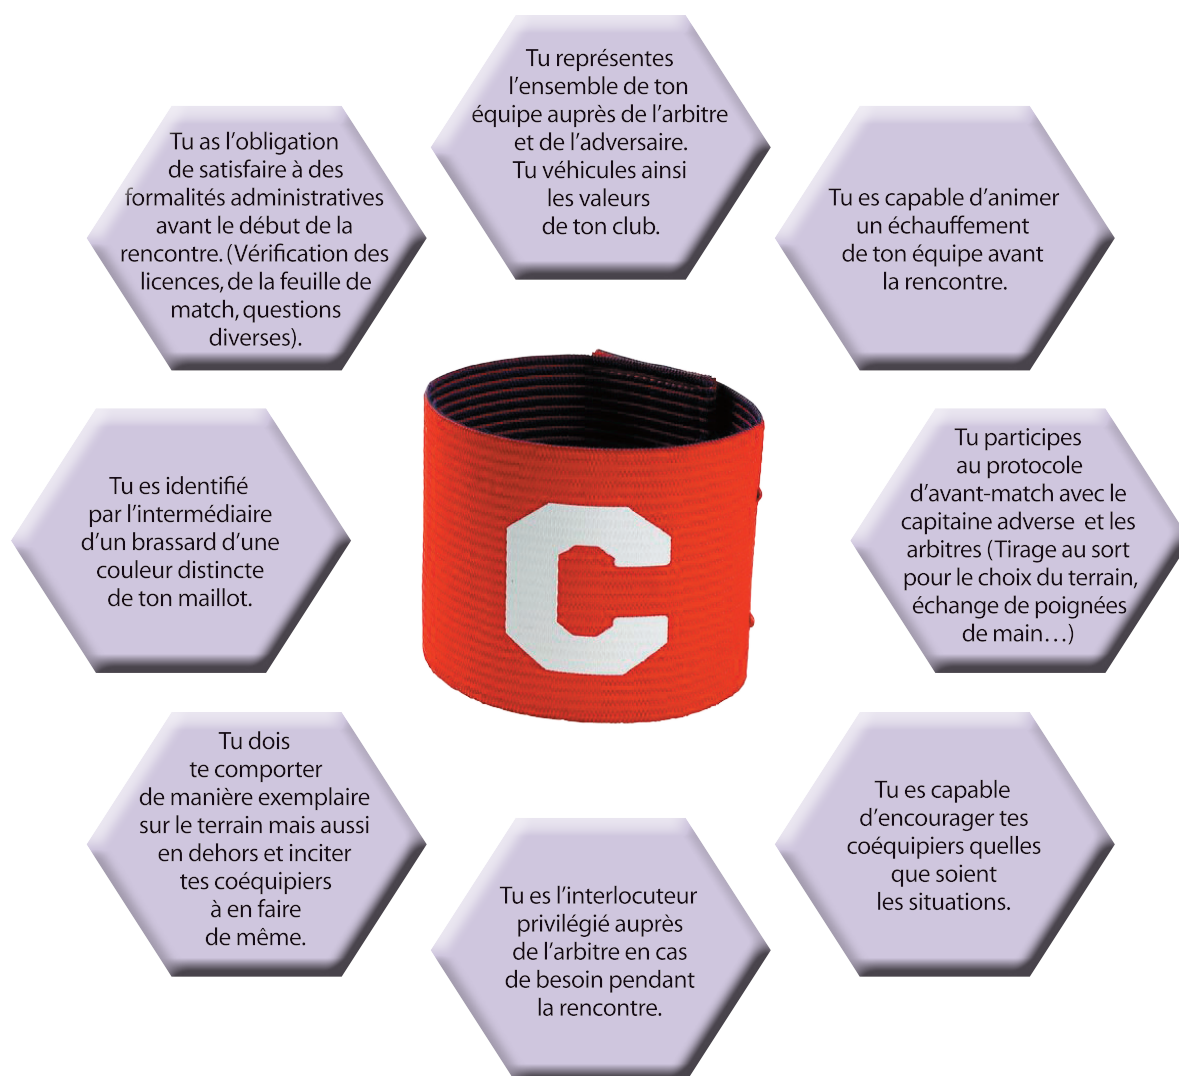 Tu représentes
l'ensemble de ton
équipe auprès de l'arbitre
et de l'adversaire.
Tu véhicules ainsi
les valeurs
de ton club.
Tu as l'obligation
de satisfaire à des
formalités administratives
avant le début de la
rencontre. (Vérification des
licences, de la feuille de
match, questions
diverses).
Tu es capable d'animer
un échauffement
de ton équipe avant
la rencontre.
Tu es identifié
par l'intermédiaire
d'un brassard d'une
couleur distincte
de ton maillot.
C
Tu participes
au protocole
d'avant-match avec le
capitaine adverse et les
arbitres (Tirage au sort
pour le choix du terrain,
échange de poignées
de main…)
Tu dois
te comporter
de manière exemplaire
sur le terrain mais aussi
en dehors et inciter
tes coéquipiers
à en faire
de même.
Tu es capable
d'encourager tes
coéquipiers quelles
que soient
les situations.
Tu es l'interlocuteur
privilégié auprès
de l'arbitre en cas
de besoin pendant
la rencontre.